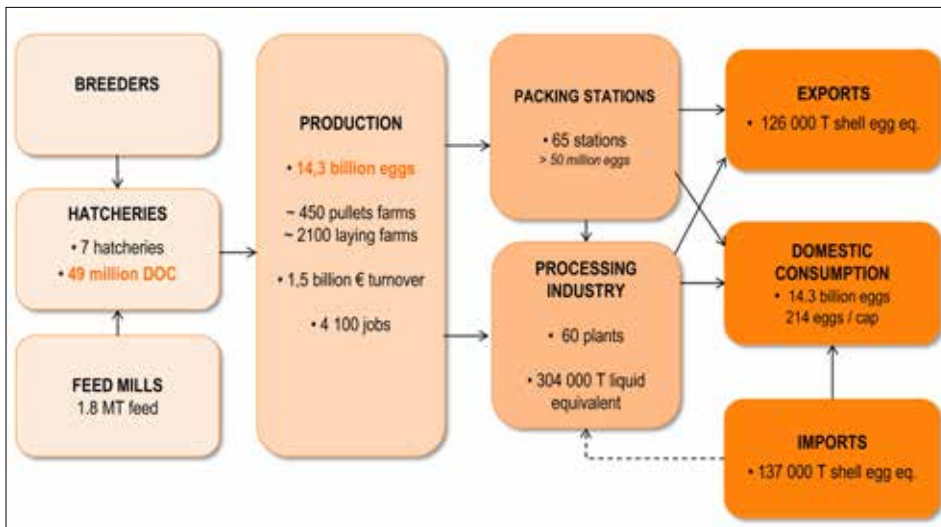 BREEDERS
HATCHERIES
• 7 hatcheries
• 49 million DOC
FEED MILLS
1.8 MT feed
PRODUCTION
• 14,3 billion eggs
~ 450 pullets farms
~ 2100 laying farms
• 1,5 billion € turnover
• 4 100 jobs
PACKING STATIONS
• 65 stations
> 50 million eggs
PROCESSING
INDUSTRY
• 60 plants
• 304 000 T liquid
equivalent
EXPORTS
• 126 000 T shell egg eq.
DOMESTIC
CONSUMPTION
• 14.3 billion eggs
214 eggs / cap
IMPORTS
• 137 000 T shell egg eq.